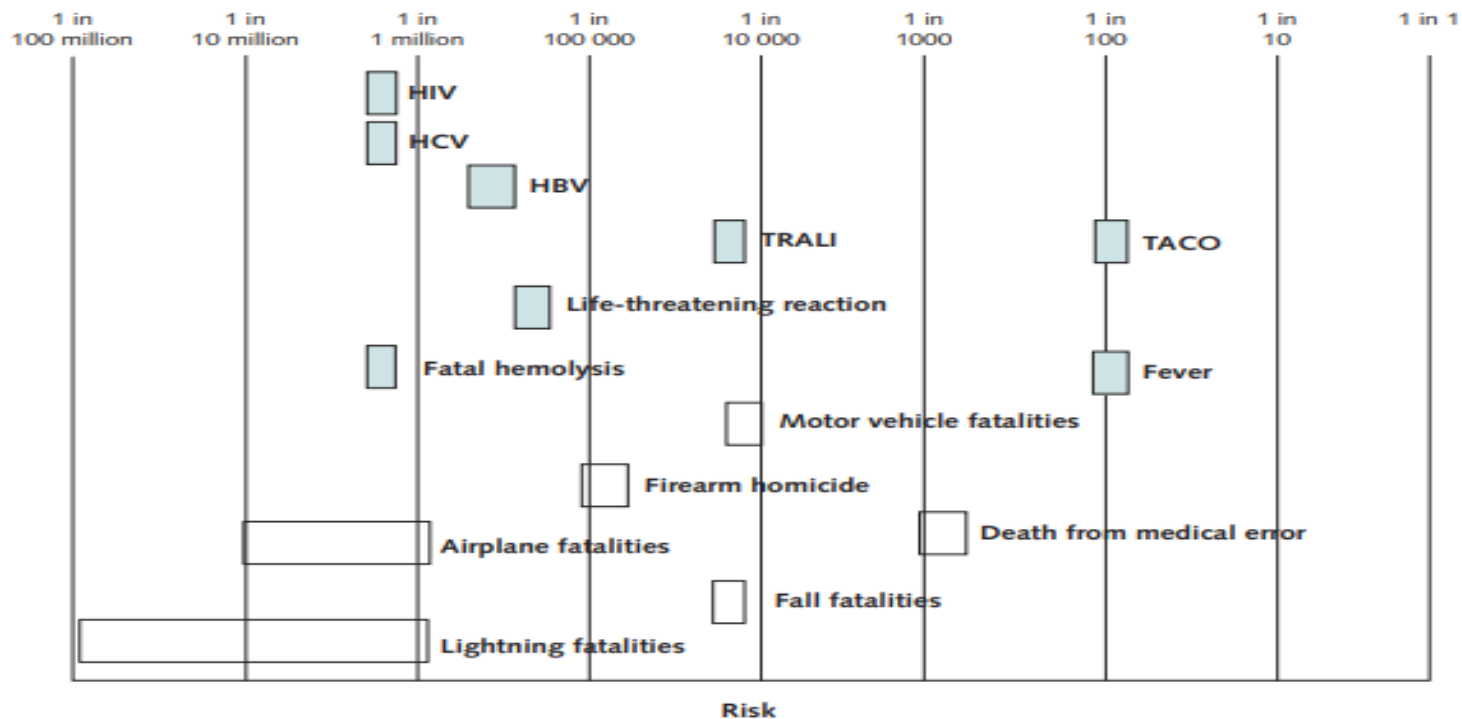 1 in
100 million
1 in
10 million
1 in
1 million
1 in
100 000
1 in
10 000
1 in
1000
1 in
100
1 in
10
1 in 1
HIV
HCV
HBV
TRALI
TACO
Life-threatening reaction
Fatal hemolysis
Fever
Motor vehicle fatalities
Firearm homicide
Death from medical error
Airplane fatalities
Fall fatalities
Lightning fatalities
Risk